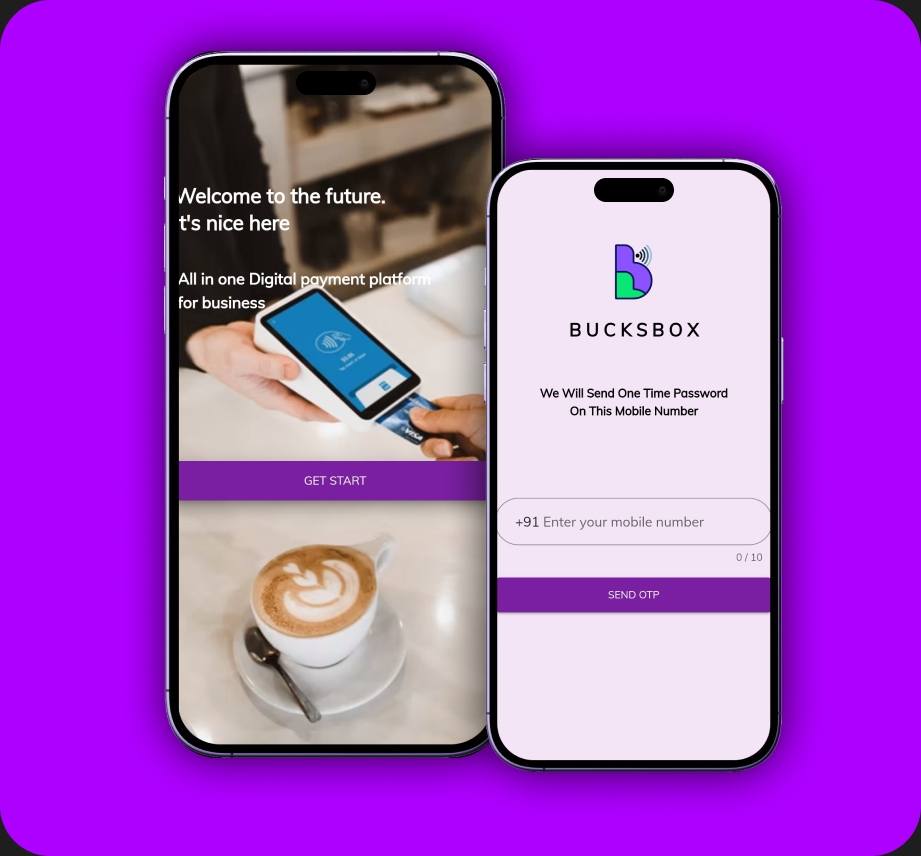 Welcome to the future.
t's nice here
All in one Digital payment platform
for business
VISA
GET START
BUCKSBOX
We Will Send One Time Password
On This Mobile Number
+91 Enter your mobile number
0 / 10
SEND OTP